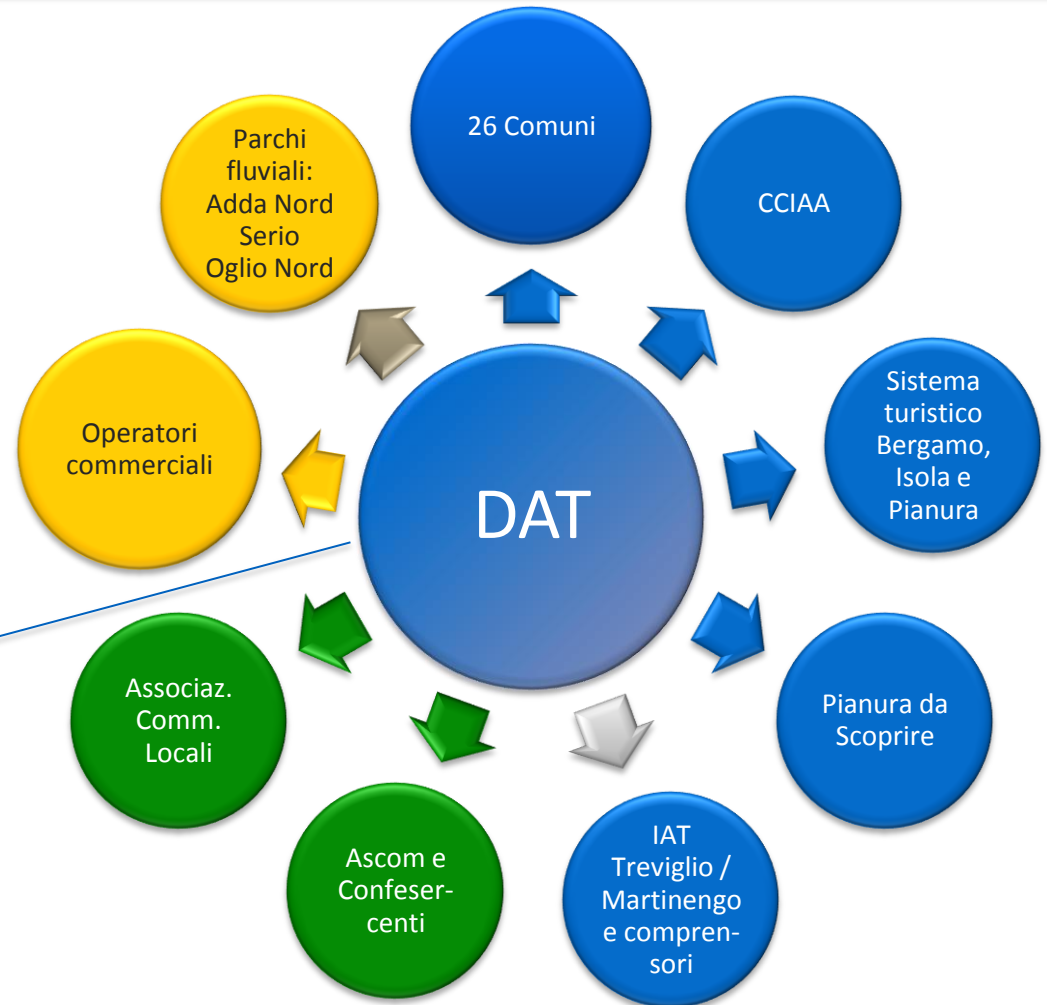 26 Comuni
CCIAA
Sistema
turistico
Bergamo,
Isola e
Pianura
Pianura da
Scoprire
IAT
Treviglio /
Martinengo
e compren-
sori
Ascom e
Confeser-
centi
Associaz.
Comm.
Locali
Operatori
commerciali
Parchi
fluviali:
Adda Nord
Serio
Oglio Nord
DAT